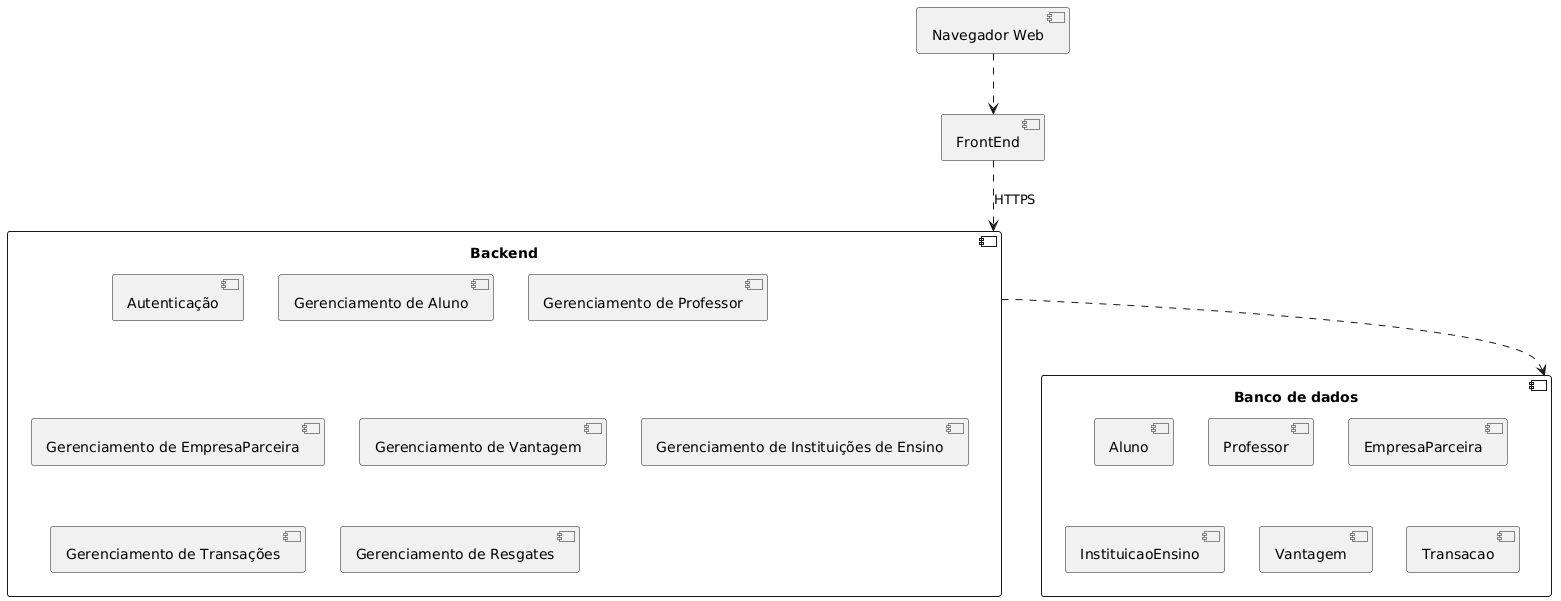 Navegador Web
FrontEnd
HTTPS
Backend
Autenticação
Gerenciamento de Aluno
Gerenciamento de Professor
Gerenciamento de EmpresaParceira
Gerenciamento de Vantagem
Gerenciamento de Instituições de Ensino
Gerenciamento de Transações
Gerenciamento de Resgates
Banco de dados
Aluno
Professor
EmpresaParceira
InstituicaoEnsino
Vantagem
Transacao